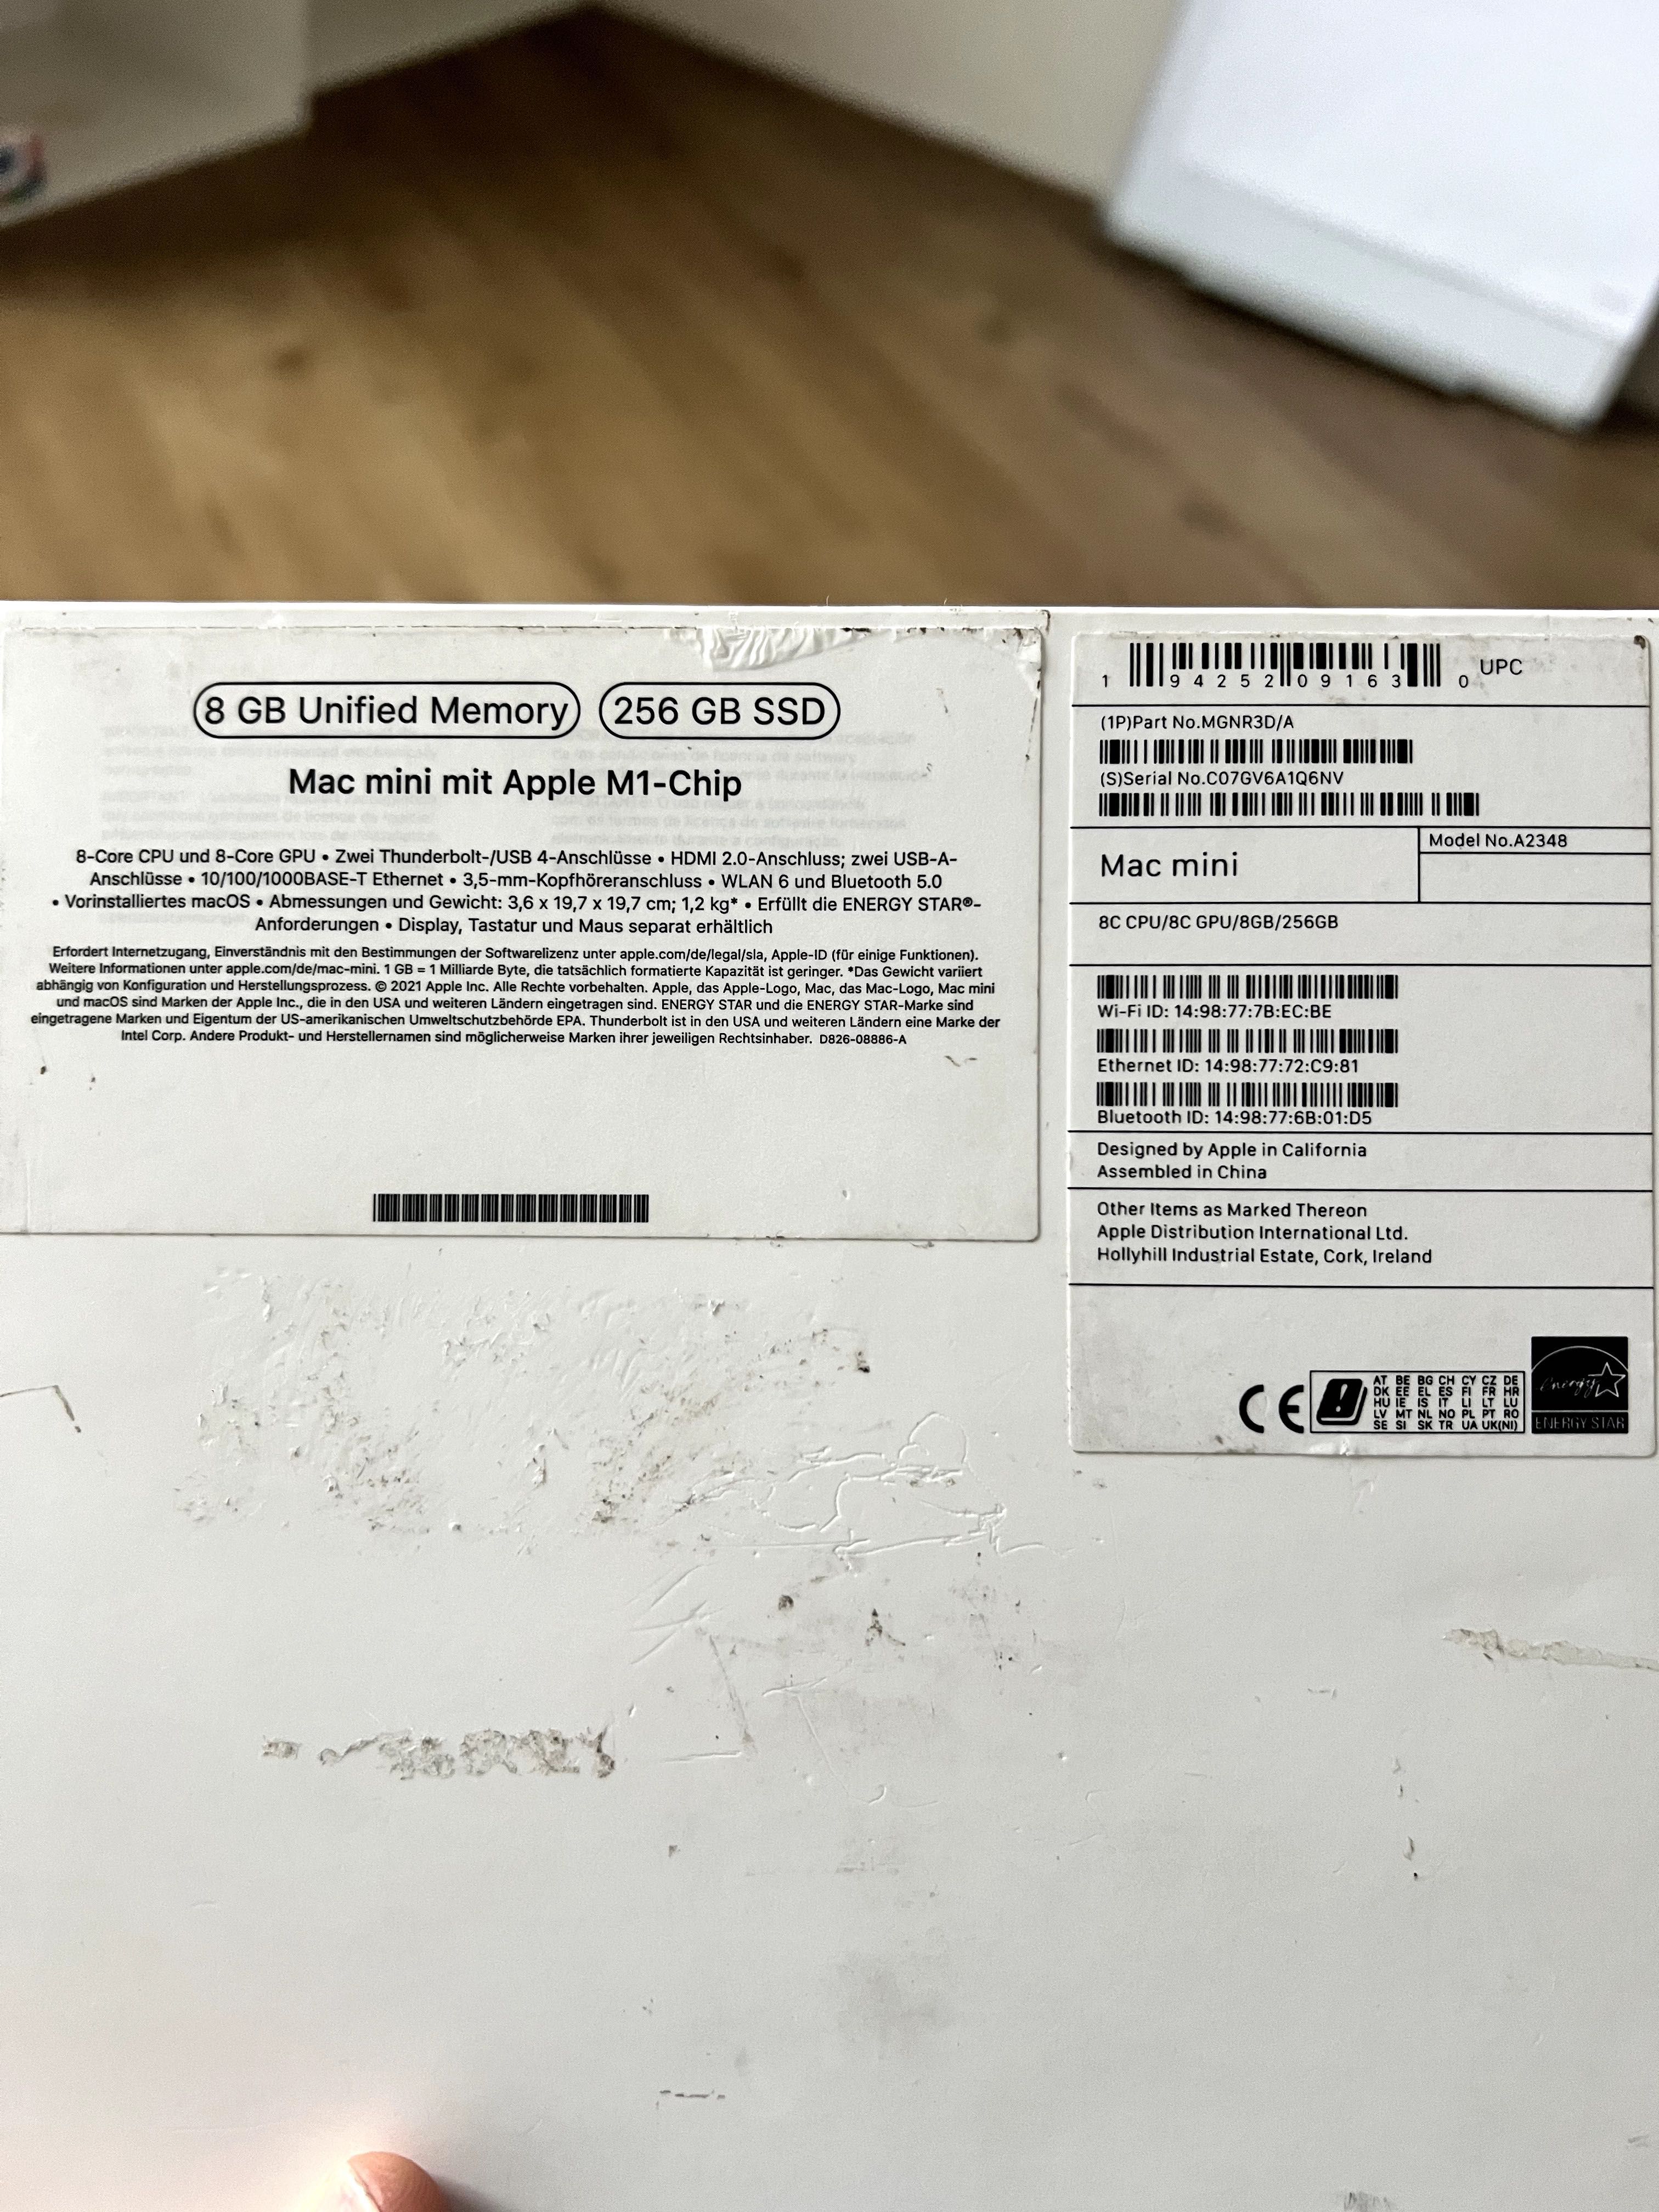 8 GB Unified Memory 256 GB SSD
Mac mini mit Apple M1-Chip
8-Core CPU und 8-Core GPU • Zwei Thunderbolt-/USB 4-Anschlüsse • HDMI 2.0-Anschluss; zwei USB-A-
Anschlüsse • 10/100/1000BASE-T Ethernet • 3,5-mm-Kopfhöreranschluss • WLAN 6 und Bluetooth 5.0
• Vorinstalliertes macOS • Abmessungen und Gewicht: 3,6 x 19,7 x 19,7 cm; 1,2 kg* • Erfüllt die ENERGY STAR®-
Anforderungen • Display, Tastatur und Maus separat erhältlich
Erfordert Internetzugang, Einverständnis mit den Bestimmungen der Softwarelizenz unter apple.com/de/legal/sla, Apple-ID (für einige Funktionen).
Weitere Informationen unter apple.com/de/mac-mini. 1 GB = 1 Milliarde Byte, die tatsächlich formatierte Kapazität ist geringer. *Das Gewicht variiert
abhängig von Konfiguration und Herstellungsprozess. © 2021 Apple Inc. Alle Rechte vorbehalten. Apple, das Apple-Logo, Mac, das Mac-Logo, Mac mini
und macOS sind Marken der Apple Inc., die in den USA und weiteren Ländern eingetragen sind. ENERGY STAR und die ENERGY STAR-Marke sind
eingetragene Marken und Eigentum der US-amerikanischen Umweltschutzbehörde EPA. Thunderbolt ist in den USA und weiteren Ländern eine Marke der
Intel Corp. Andere Produkt- und Herstellernamen sind möglicherweise Marken ihrer jeweiligen Rechtsinhaber. D826-08886-A
1 94252 09163 0 UPC
(1P)Part No.MGNR3D/A
(S)Serial No.C07GV6A1Q6NV
Mac mini
Model No.A2348
8C CPU/8C GPU/8GB/256GB
Wi-Fi ID: 14:98:77:7B:EC:BE
Ethernet ID: 14:98:77:72:C9:81
Bluetooth ID: 14:98:77:6B:01:D5
Designed by Apple in California
Assembled in China
Other Items as Marked Thereon
Apple Distribution International Ltd.
Hollyhill Industrial Estate, Cork, Ireland
CE
AT BE BG CH CY CZ DE
DK EE EL ES FI FR HR
HU IE IS IT LI LT LU
LV MT NL NO PL PT RO
SE SI SK TR UA UK(NI)
energy
ENERGY STAR